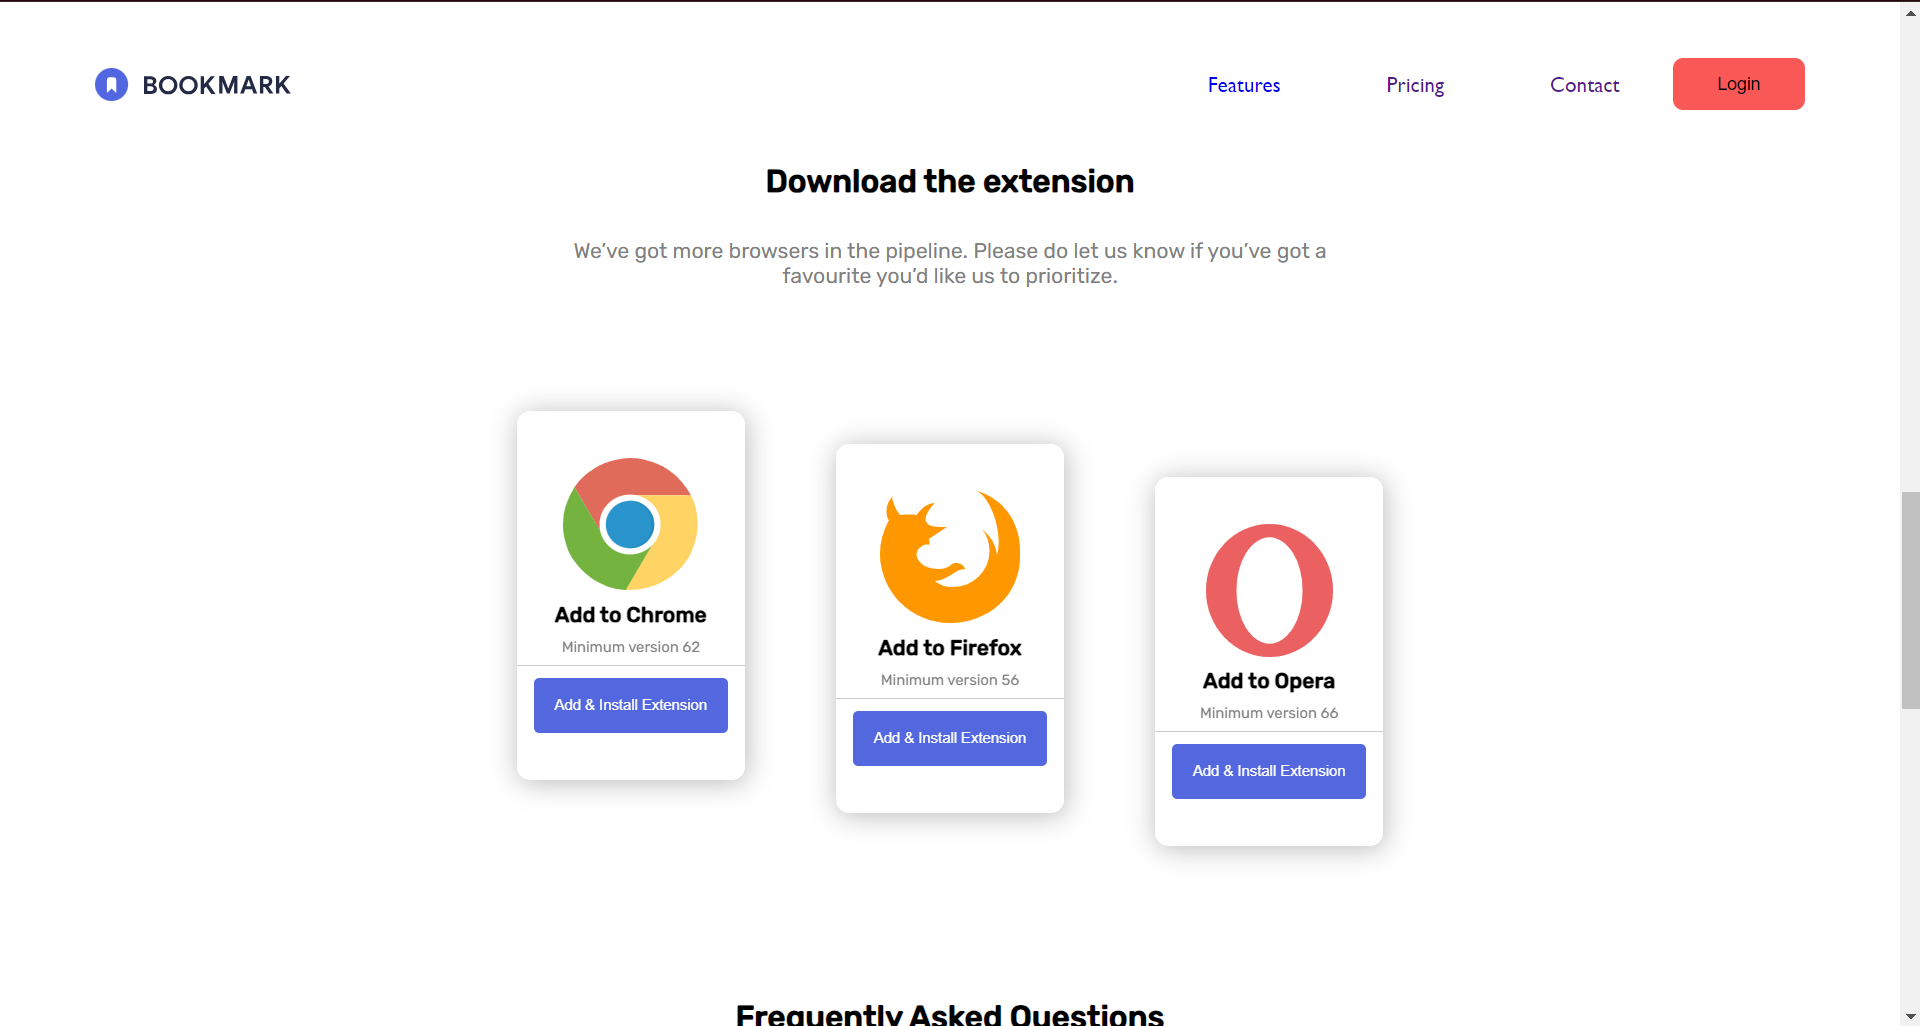 BOOKMARK
Features
Pricing
Contact
Login
Download the extension
We’ve got more browsers in the pipeline. Please do let us know if you’ve got a
favourite you’d like us to prioritize.
Add to Chrome
Minimum version 62
Add & Install Extension
Add to Firefox
Minimum version 56
Add & Install Extension
Add to Opera
Minimum version 66
Add & Install Extension
Frequently Asked Questions